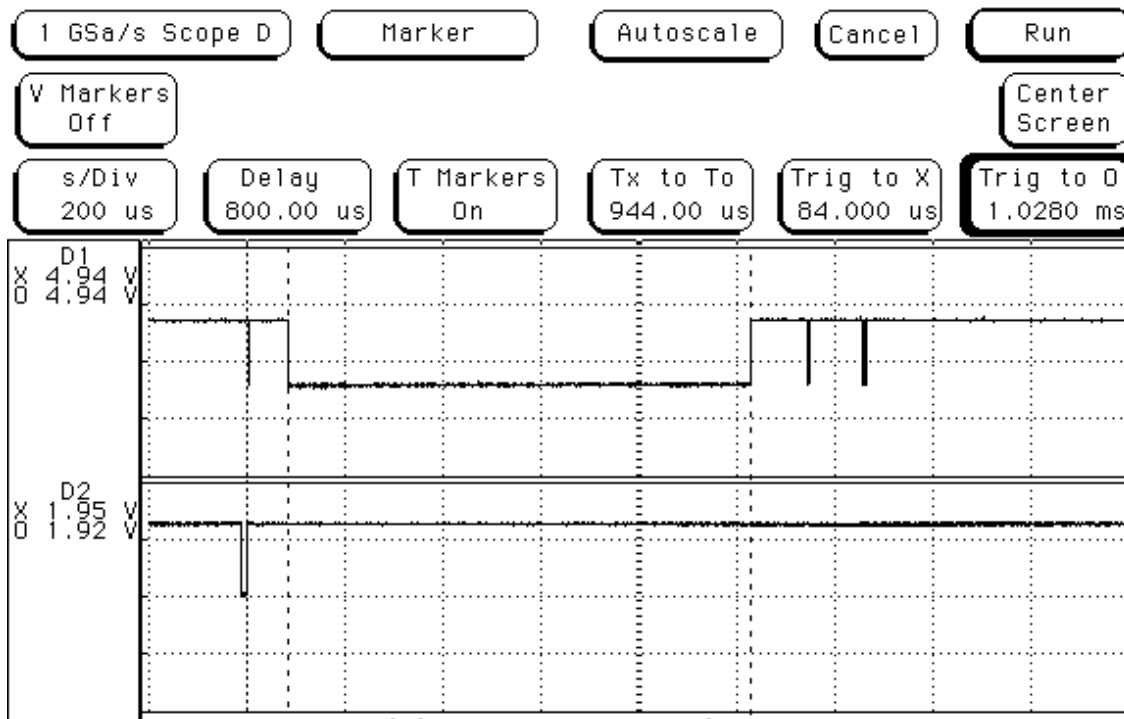 1 GSa/s Scope D
Marker
Autoscale
Cancel
Run
V Markers
Off
Center
Screen
s/Div
200 us
Delay
800.00 us
T Markers
On
Tx to To
944.00 us
Trig to X
84.000 us
Trig to O
1.0280 ms
D1
X 4.94 V
O 4.94 V
D2
X 1.95 V
O 1.92 V